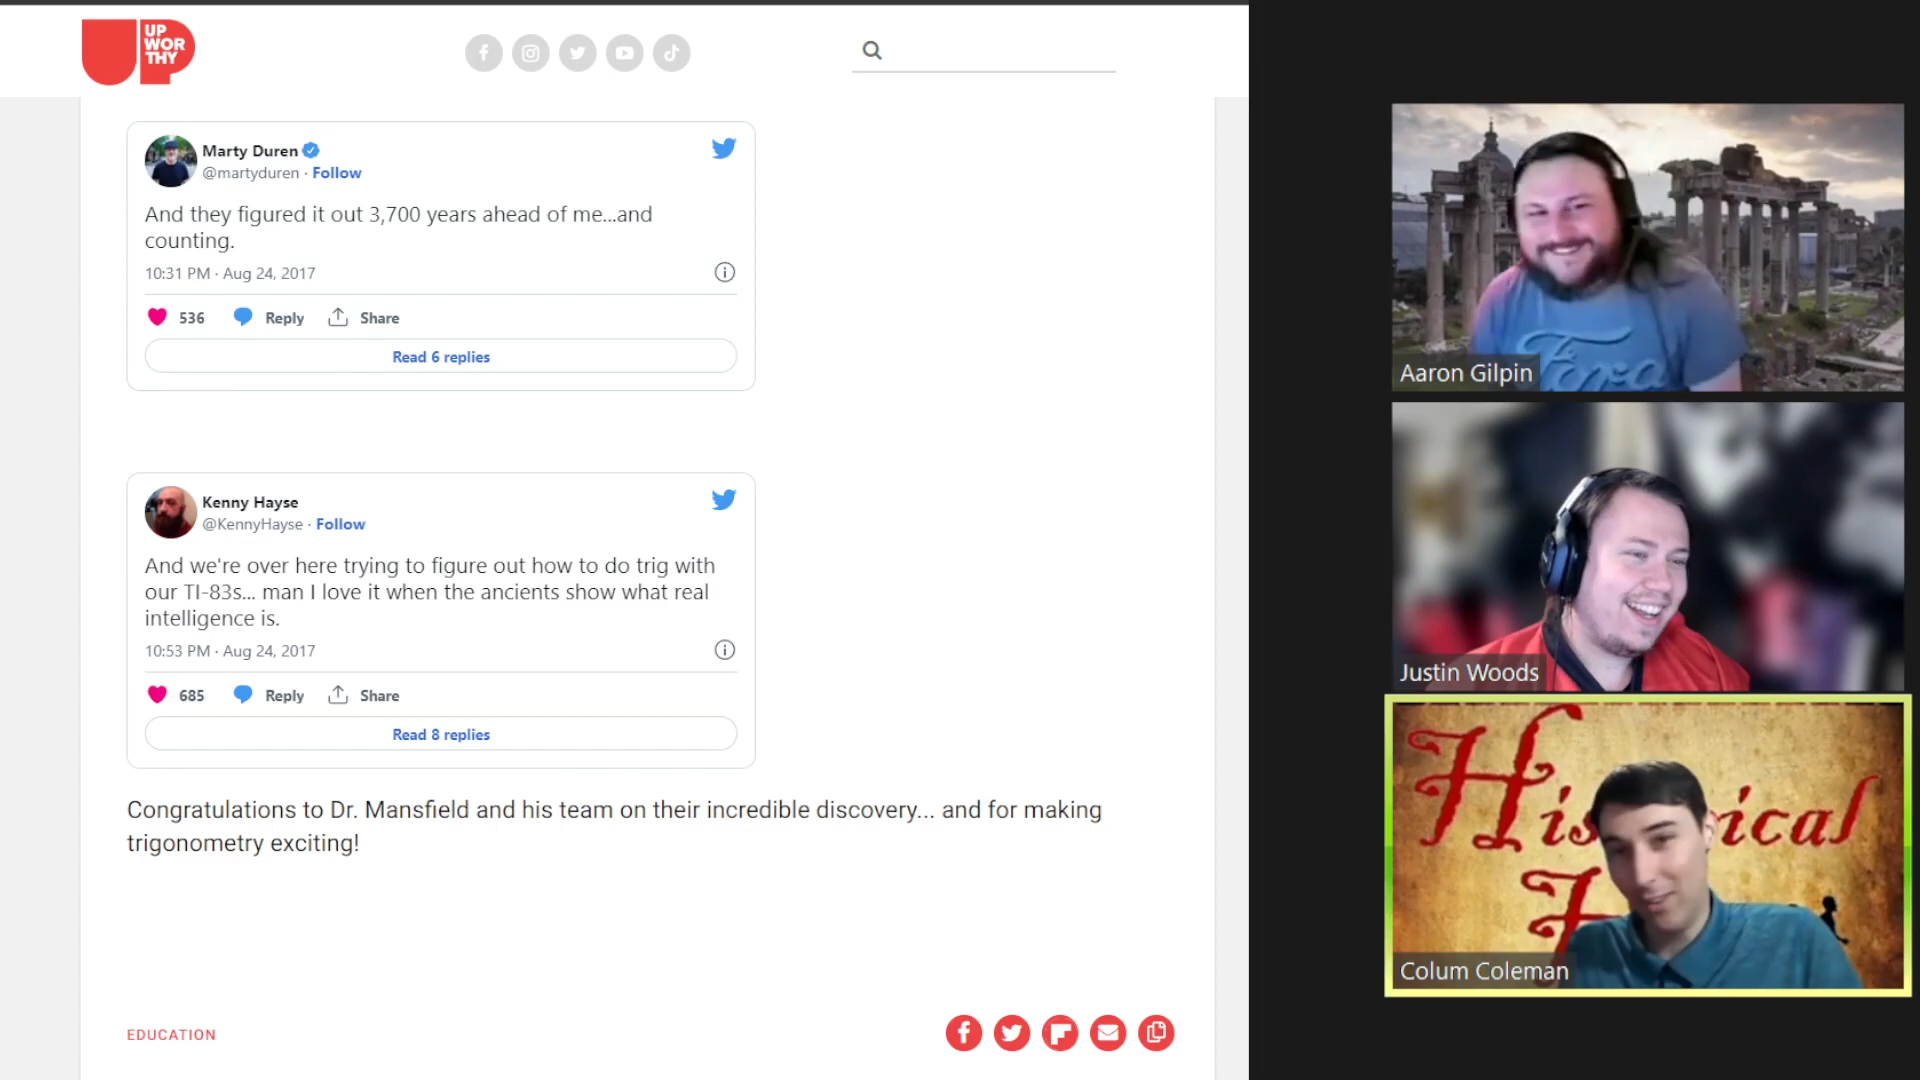 UP
WOR
THY
Marty Duren
@martyduren · Follow
And they figured it out 3,700 years ahead of me...and
counting.
10:31 PM · Aug 24, 2017
536 Reply Share
Read 6 replies
Kenny Hayse
@KennyHayse · Follow
And we're over here trying to figure out how to do trig with
our TI-83s... man I love it when the ancients show what real
intelligence is.
10:53 PM · Aug 24, 2017
685 Reply Share
Read 8 replies
Congratulations to Dr. Mansfield and his team on their incredible discovery... and for making
trigonometry exciting!
EDUCATION
Aaron Gilpin
Justin Woods
Colum Coleman